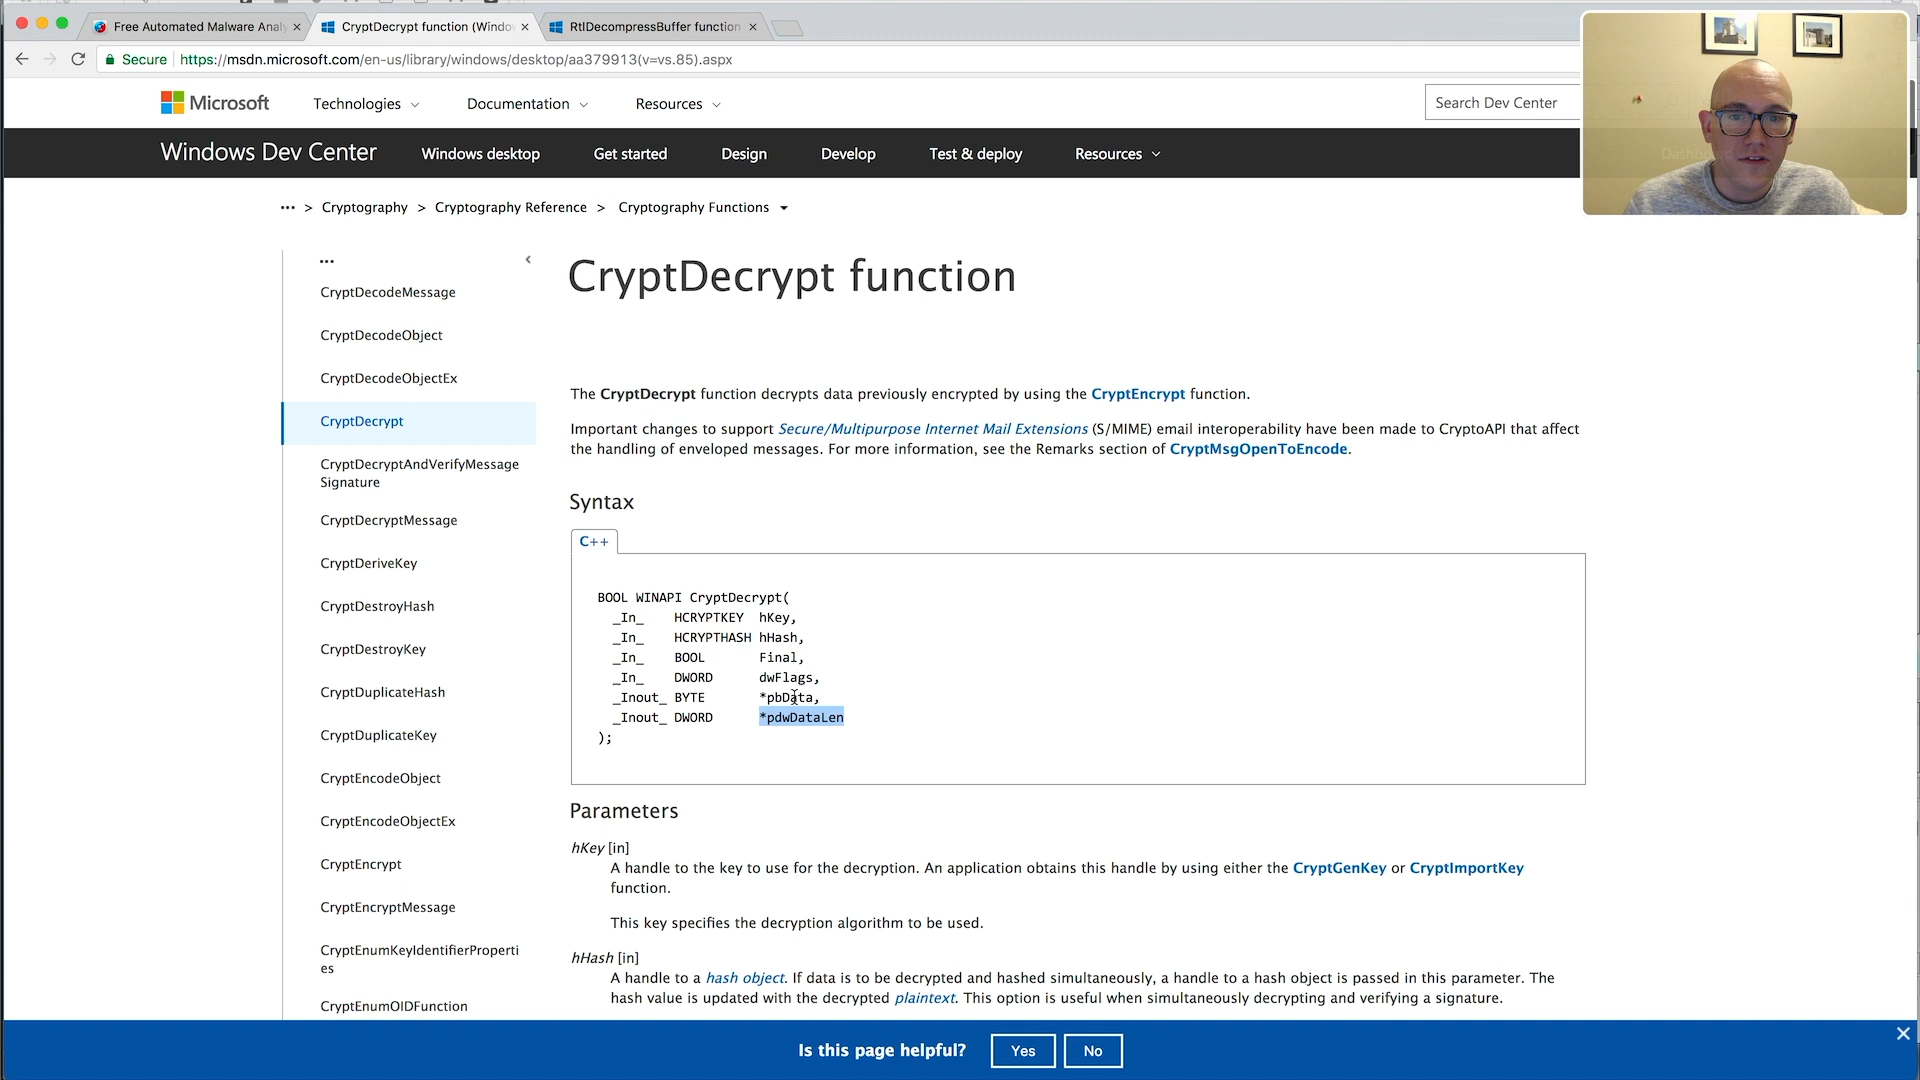 Free Automated Malware Analy
CryptDecrypt function (Windo
RtlDecompressBuffer function
Secure
https://msdn.microsoft.com/en-us/library/windows/desktop/aa379913(v=vs.85).aspx
Microsoft
Technologies
Documentation
Resources
Search Dev Center
Windows Dev Center
Windows desktop
Get started
Design
Develop
Test & deploy
Resources
Dashboard
... > Cryptography > Cryptography Reference > Cryptography Functions
...
CryptDecodeMessage
CryptDecodeObject
CryptDecodeObjectEx
CryptDecrypt
CryptDecryptAndVerifyMessage
Signature
CryptDecryptMessage
CryptDeriveKey
CryptDestroyHash
CryptDestroyKey
CryptDuplicateHash
CryptDuplicateKey
CryptEncodeObject
CryptEncodeObjectEx
CryptEncrypt
CryptEncryptMessage
CryptEnumKeyIdentifierProperti
es
CryptEnumOIDFunction
CryptDecrypt function
The CryptDecrypt function decrypts data previously encrypted by using the CryptEncrypt function.
Important changes to support Secure/Multipurpose Internet Mail Extensions (S/MIME) email interoperability have been made to CryptoAPI that affect
the handling of enveloped messages. For more information, see the Remarks section of CryptMsgOpenToEncode.
Syntax
C++
BOOL WINAPI CryptDecrypt(
_In_ HCRYPTKEY hKey,
_In_ HCRYPTHASH hHash,
_In_ BOOL Final,
_In_ DWORD dwFlags,
_Inout_ BYTE *pbData,
_Inout_ DWORD *pdwDataLen
);
Parameters
hKey [in]
A handle to the key to use for the decryption. An application obtains this handle by using either the CryptGenKey or CryptImportKey
function.
This key specifies the decryption algorithm to be used.
hHash [in]
A handle to a hash object. If data is to be decrypted and hashed simultaneously, a handle to a hash object is passed in this parameter. The
hash value is updated with the decrypted plaintext. This option is useful when simultaneously decrypting and verifying a signature.
Is this page helpful?
Yes
No